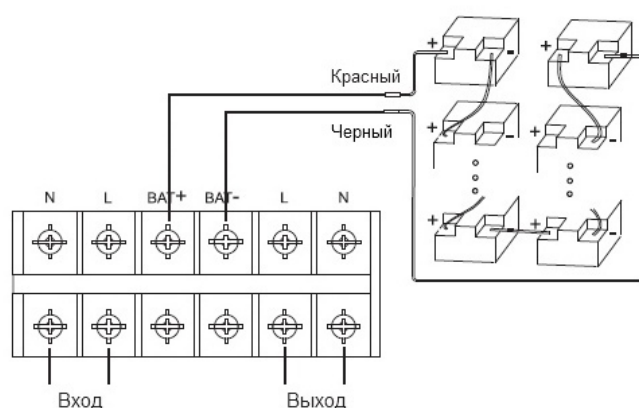 Красный
Черный
N L BAT+ BAT- L N
Вход Выход
+ - + -
+ - + -
+ + -